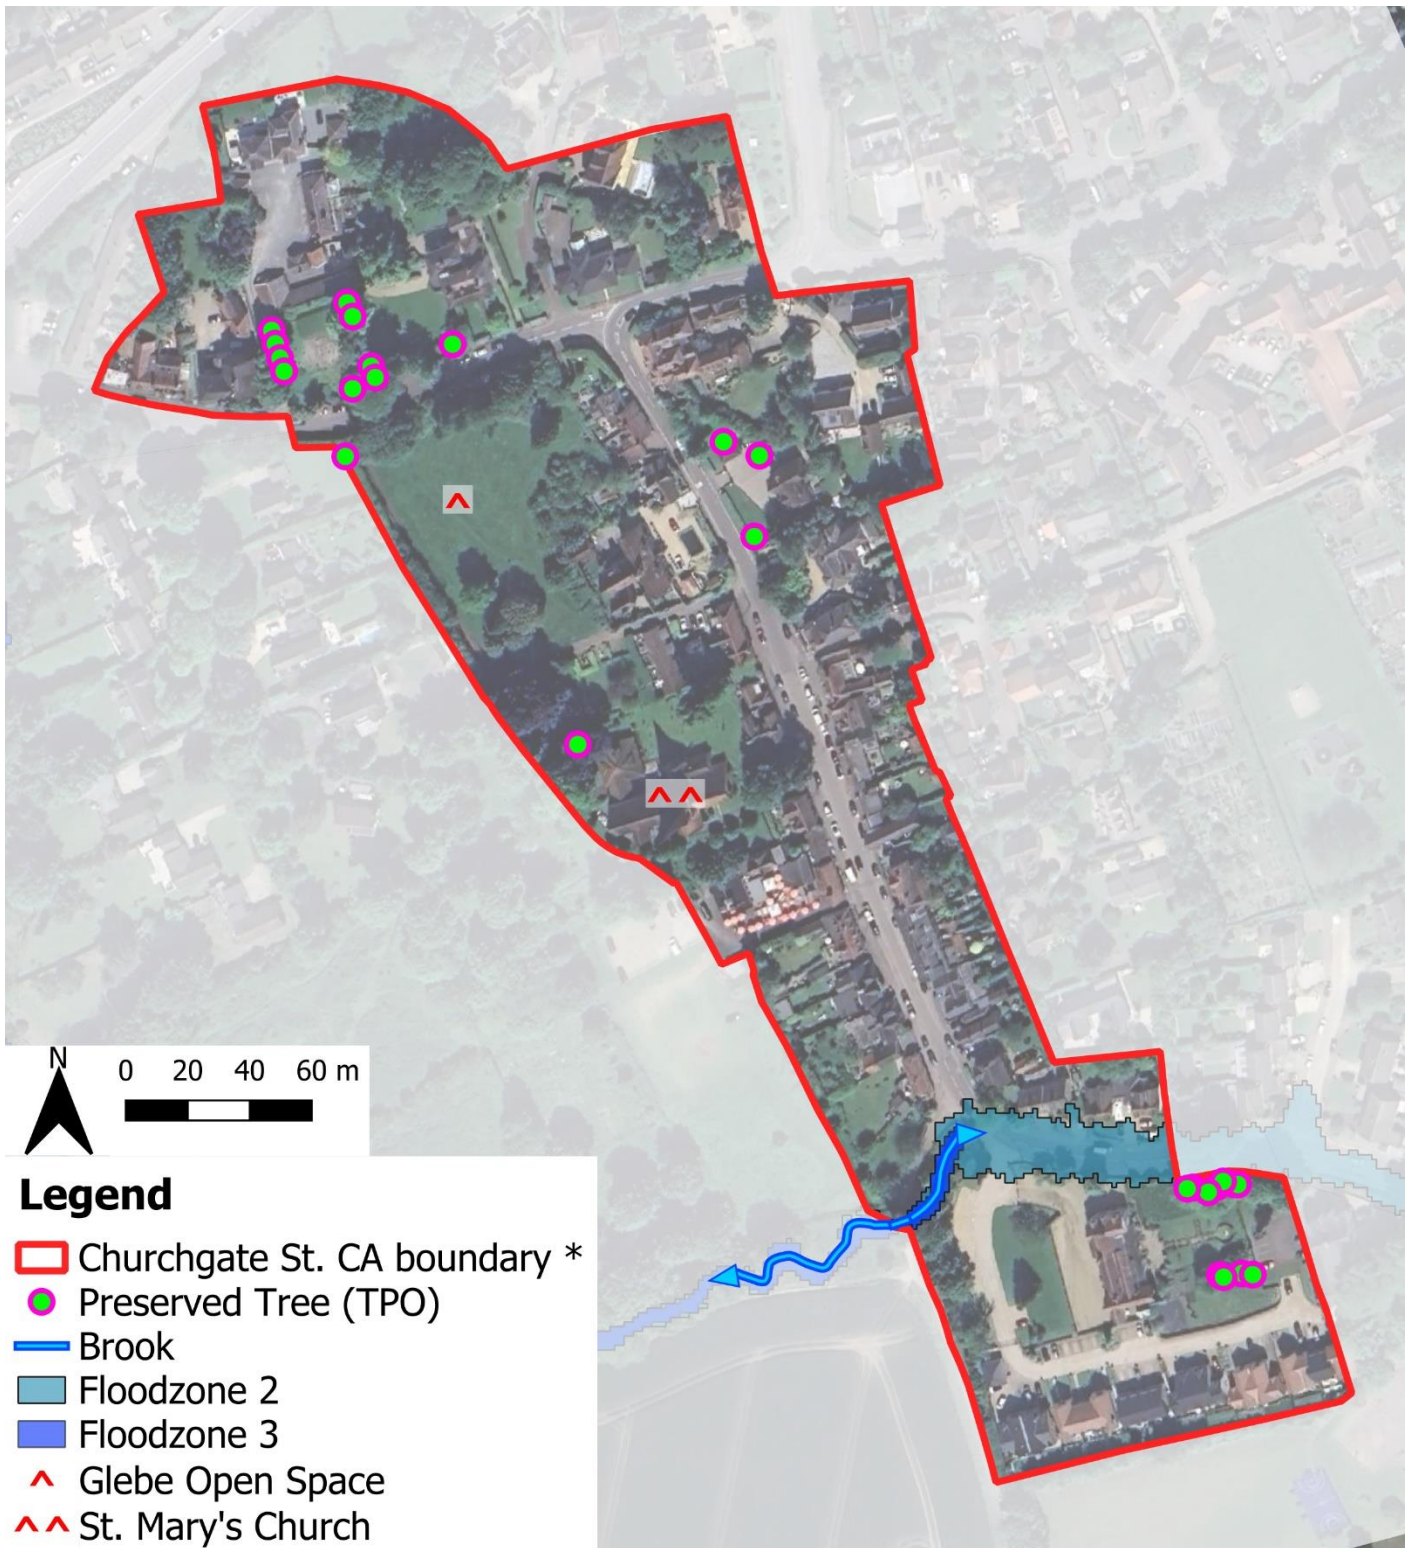 N
0 20 40 60 m
Legend
Churchgate St. CA boundary *
Preserved Tree (TPO)
Brook
Floodzone 2
Floodzone 3
Glebe Open Space
St. Mary's Church